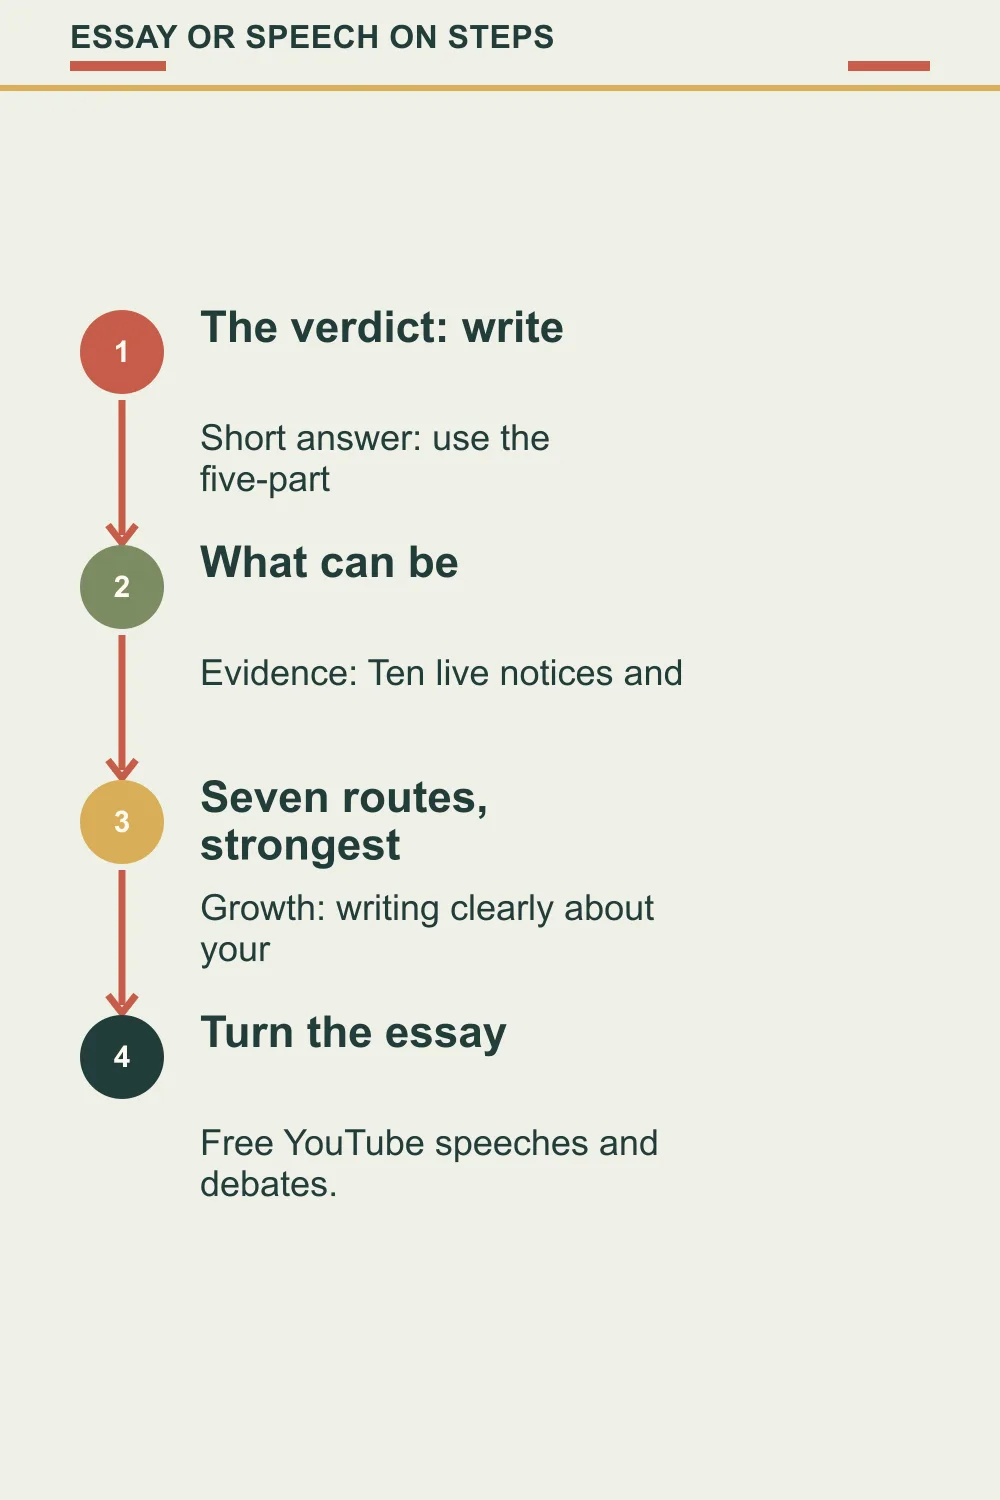 ESSAY OR SPEECH ON STEPS
1
The verdict: write
Short answer: use the
five-part
2
What can be
Evidence: Ten live notices and
3
Seven routes,
strongest
Growth: writing clearly about
your
4
Turn the essay
Free YouTube speeches and
debates.